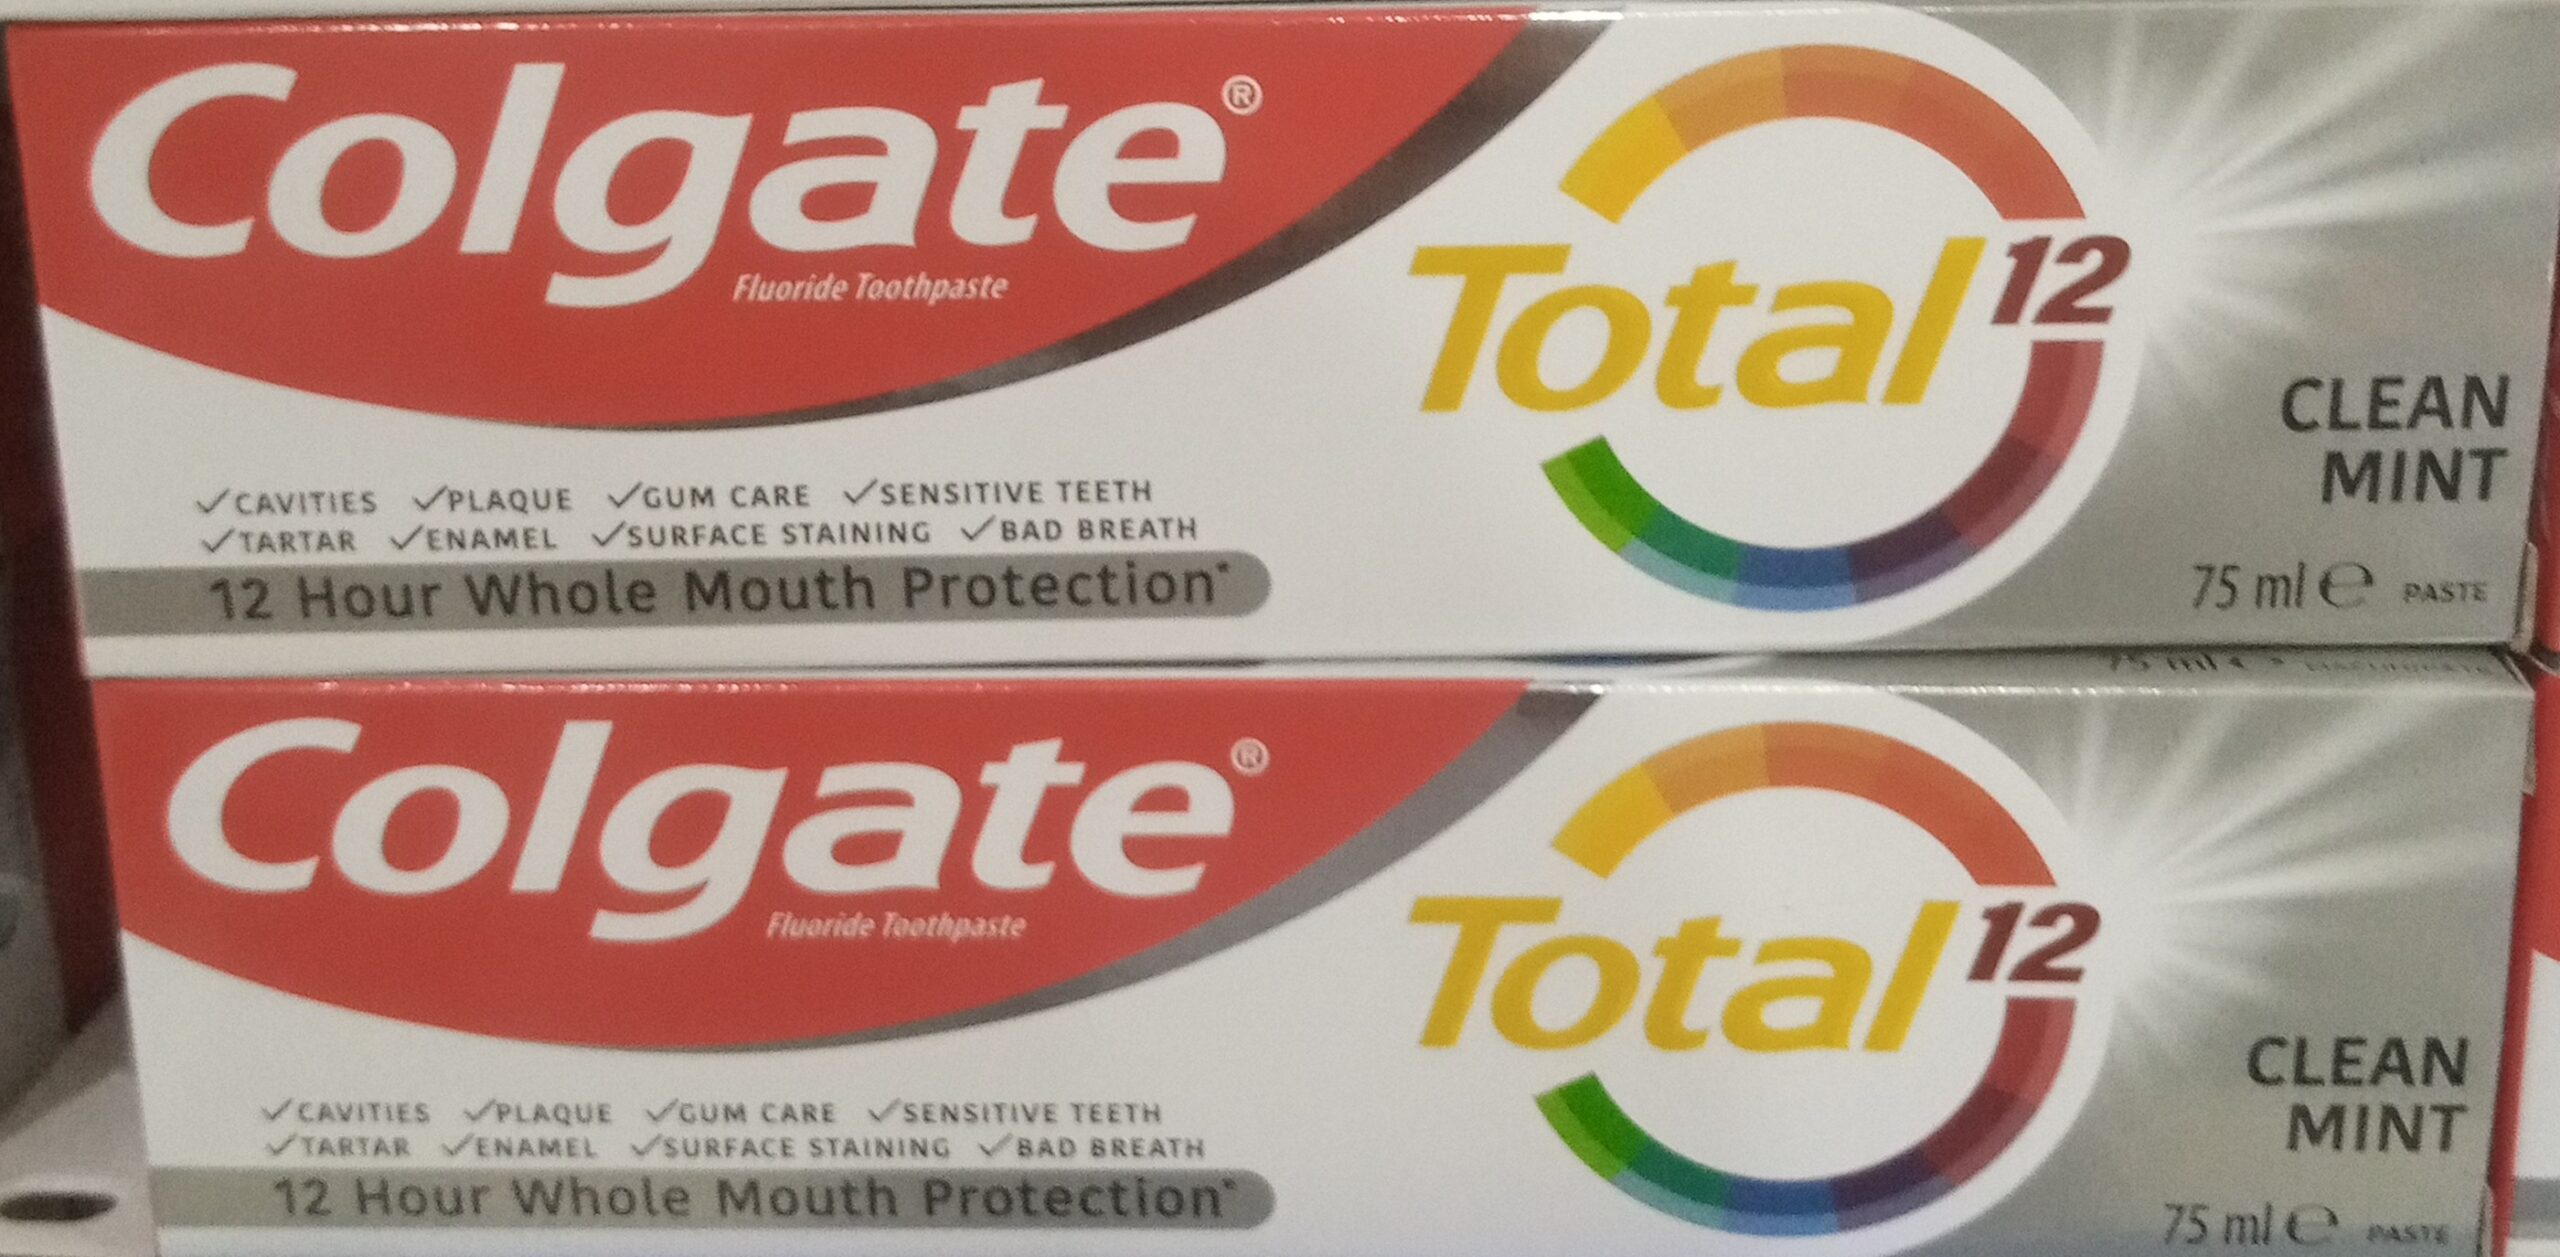 Colgate®
Fluoride Toothpaste
Total 12
CLEAN
MINT
✓CAVITIES ✓PLAQUE ✓GUM CARE ✓SENSITIVE TEETH
✓TARTAR ✓ENAMEL ✓SURFACE STAINING ✓BAD BREATH
12 Hour Whole Mouth Protection*
75 ml ℮ PASTE
75 ml
Colgate®
Fluoride Toothpaste
Total 12
CLEAN
MINT
✓CAVITIES ✓PLAQUE ✓GUM CARE ✓SENSITIVE TEETH
✓TARTAR ✓ENAMEL ✓SURFACE STAINING ✓BAD BREATH
12 Hour Whole Mouth Protection*
75 ml ℮ PASTE